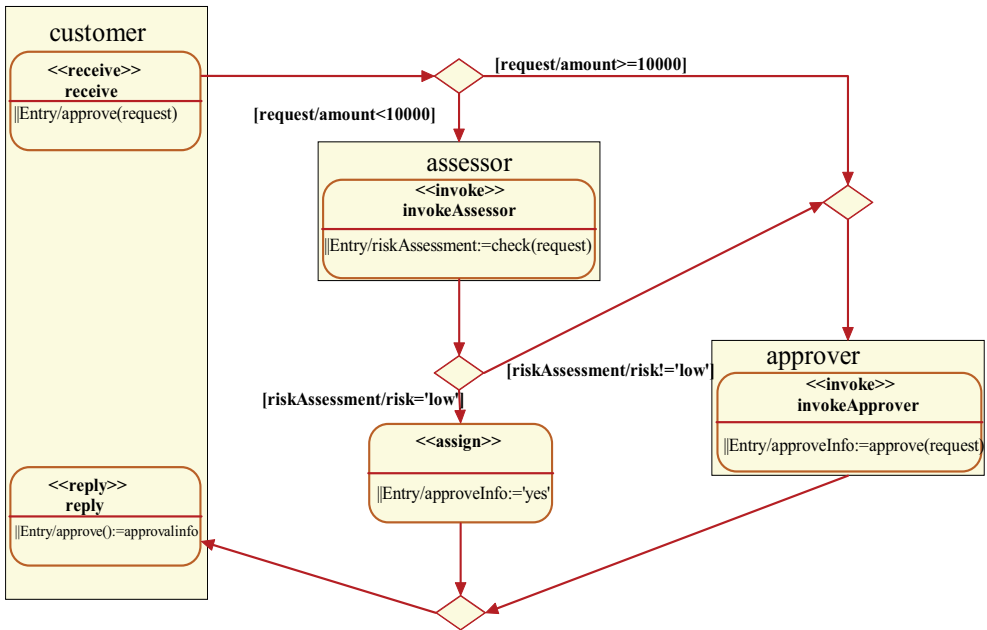 customer
<<receive>>
receive
||Entry/approve(request)
[request/amount>=10000]
[request/amount<10000]
assessor
<<invoke>>
invokeAssessor
||Entry/riskAssessment:=check(request)
[riskAssessment/risk!='low']
[riskAssessment/risk='low']
approver
<<invoke>>
invokeApprover
||Entry/approveInfo:=approve(request)
<<assign>>
||Entry/approveInfo:='yes'
<<reply>>
reply
||Entry/approve():=approvalinfo